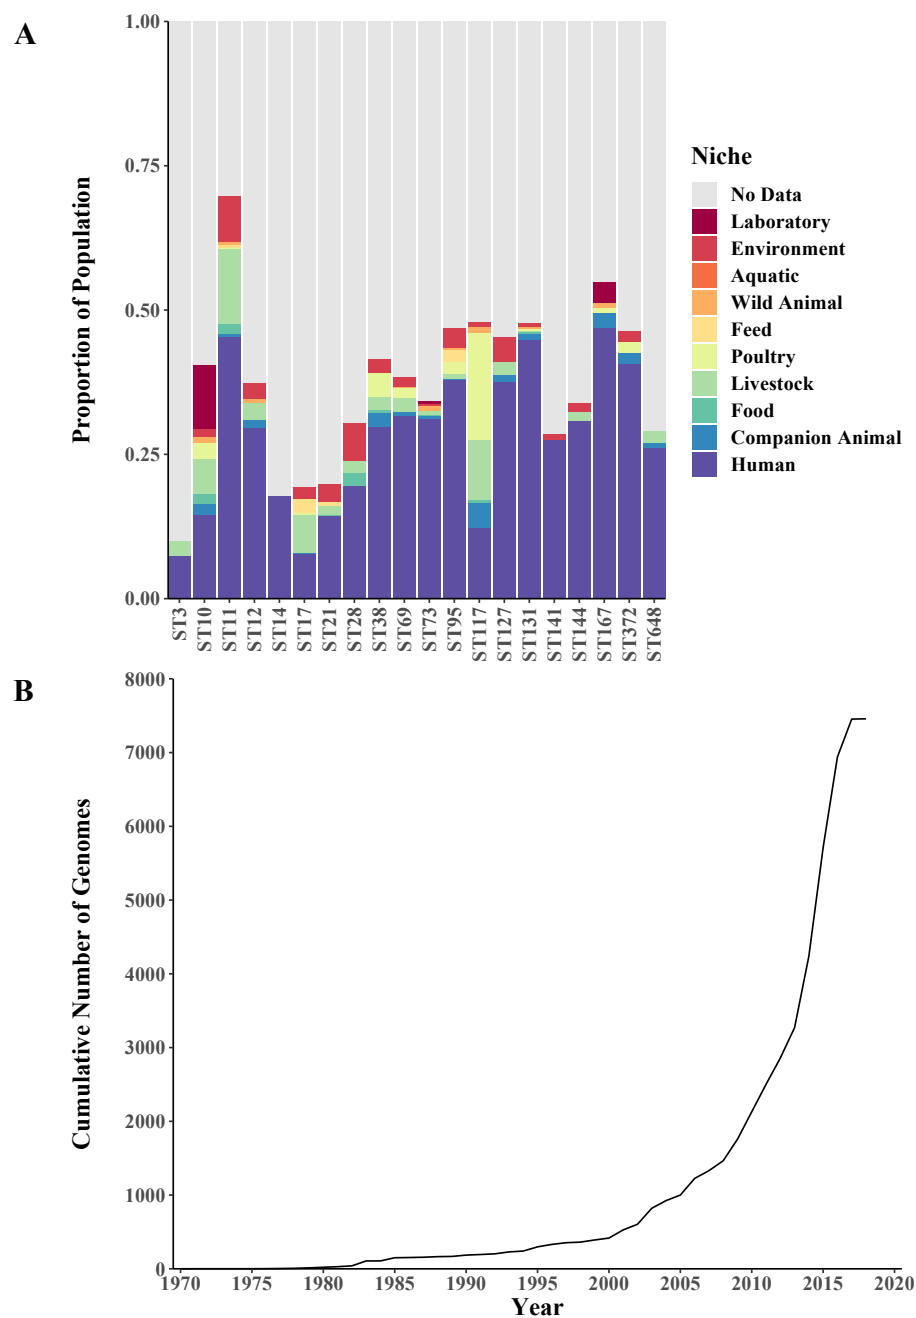 A
Proportion of Population
1.00
0.75
0.50
0.25
0.00
ST3
ST10
ST11
ST12
ST14
ST17
ST21
ST28
ST38
ST69
ST73
ST95
ST117
ST127
ST131
ST141
ST144
ST167
ST372
ST648
Niche
No Data
Laboratory
Environment
Aquatic
Wild Animal
Feed
Poultry
Livestock
Food
Companion Animal
Human
B
Cumulative Number of Genomes
8000
7000
6000
5000
4000
3000
2000
1000
0
1970 1975 1980 1985 1990 1995 2000 2005 2010 2015 2020
Year